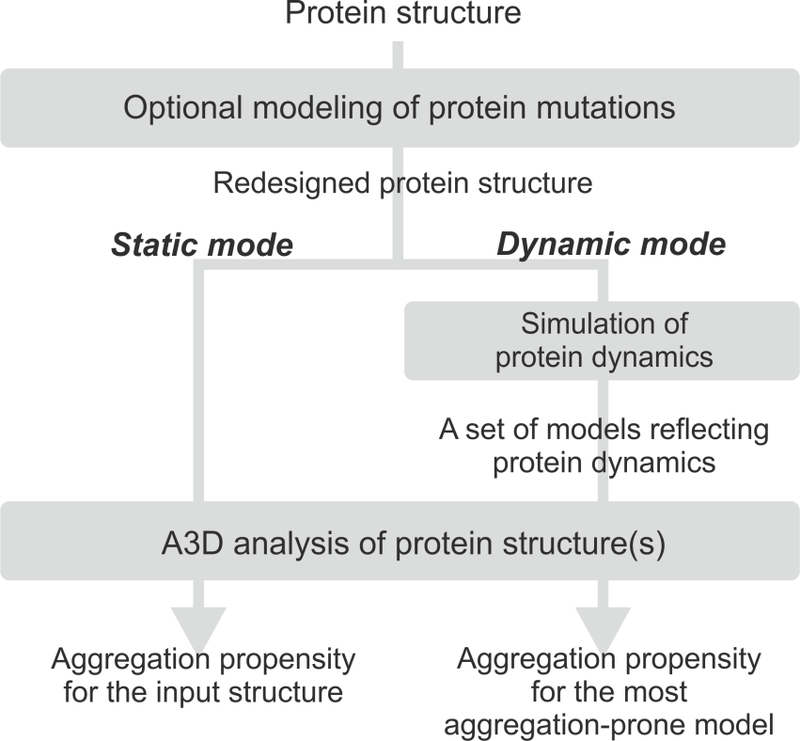 Protein structure
Optional modeling of protein mutations
Redesigned protein structure
Static mode
Dynamic mode
Simulation of
protein dynamics
A set of models reflecting
protein dynamics
A3D analysis of protein structure(s)
Aggregation propensity
for the input structure
Aggregation propensity
for the most
aggregation-prone model